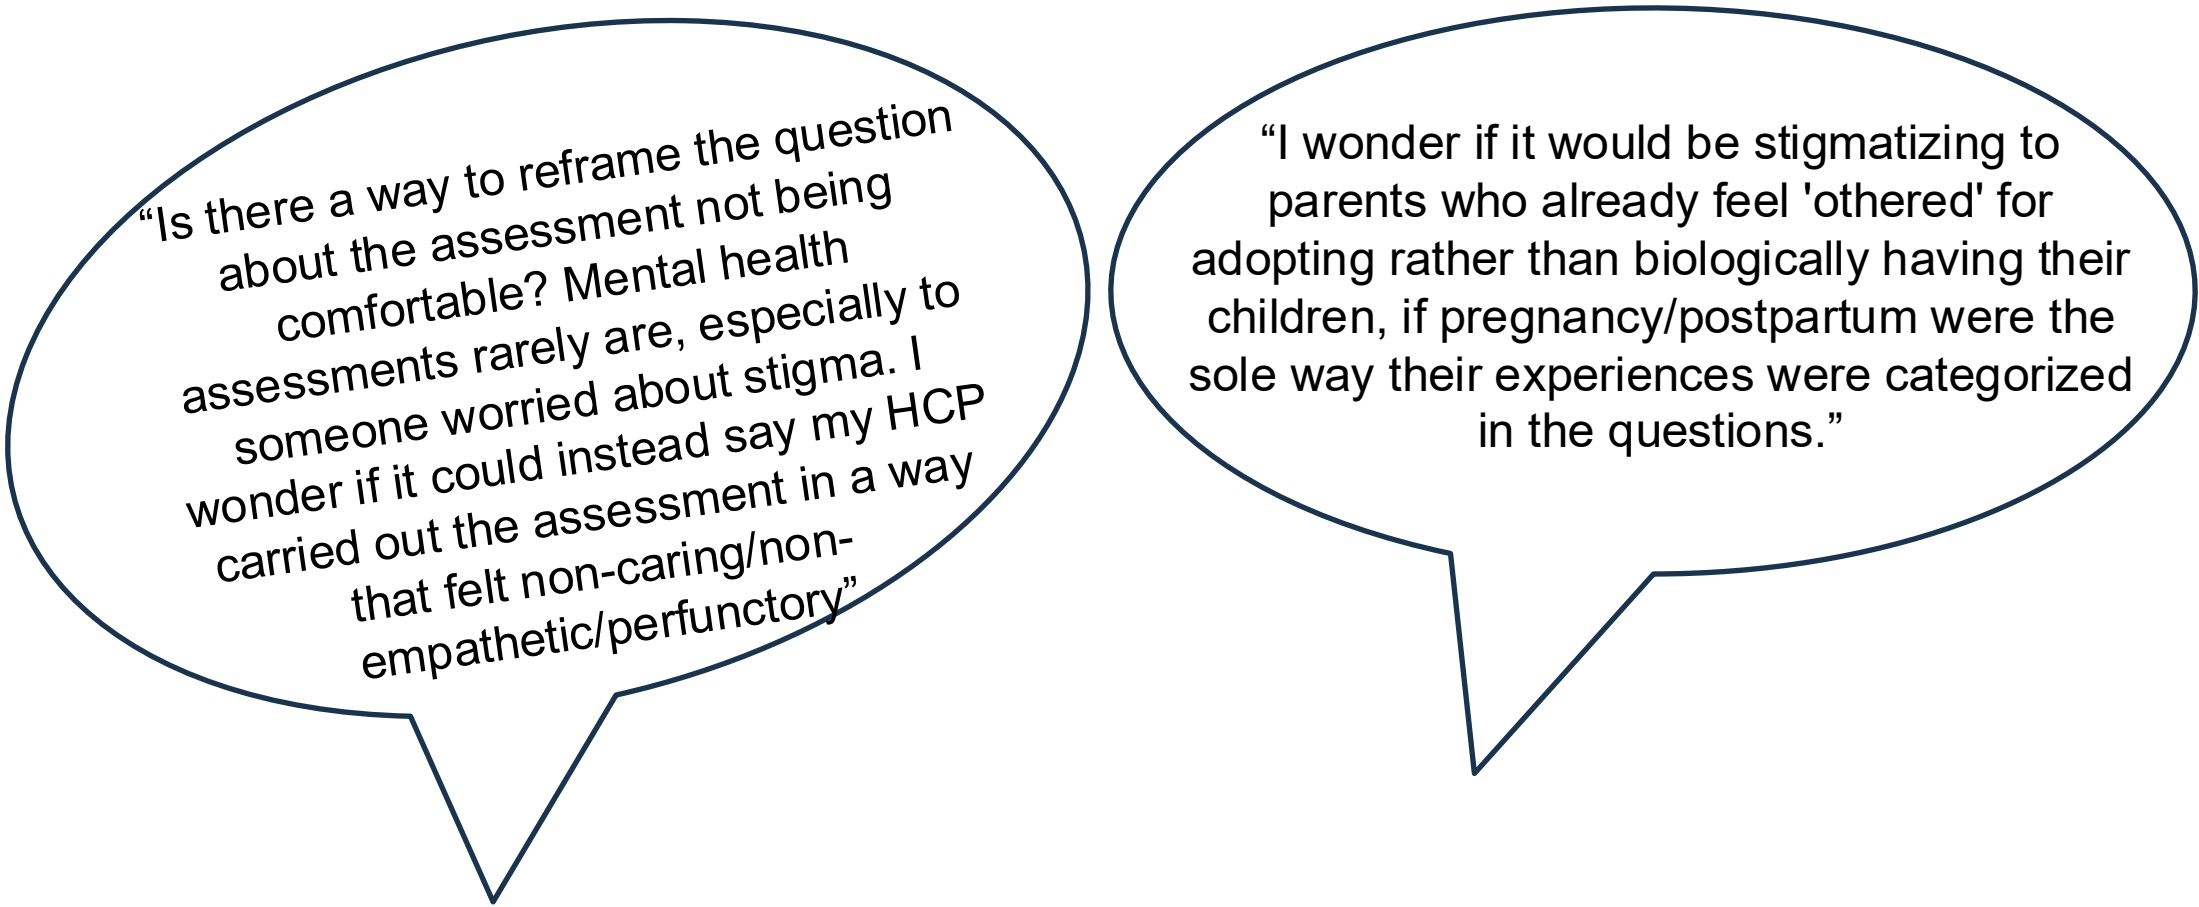 “Is there a way to reframe the question
about the assessment not being
comfortable? Mental health
assessments rarely are, especially to
someone worried about stigma. I
wonder if it could instead say my HCP
carried out the assessment in a way
that felt non-caring/non-
empathetic/perfunctory”
“I wonder if it would be stigmatizing to
parents who already feel 'othered' for
adopting rather than biologically having their
children, if pregnancy/postpartum were the
sole way their experiences were categorized
in the questions.”